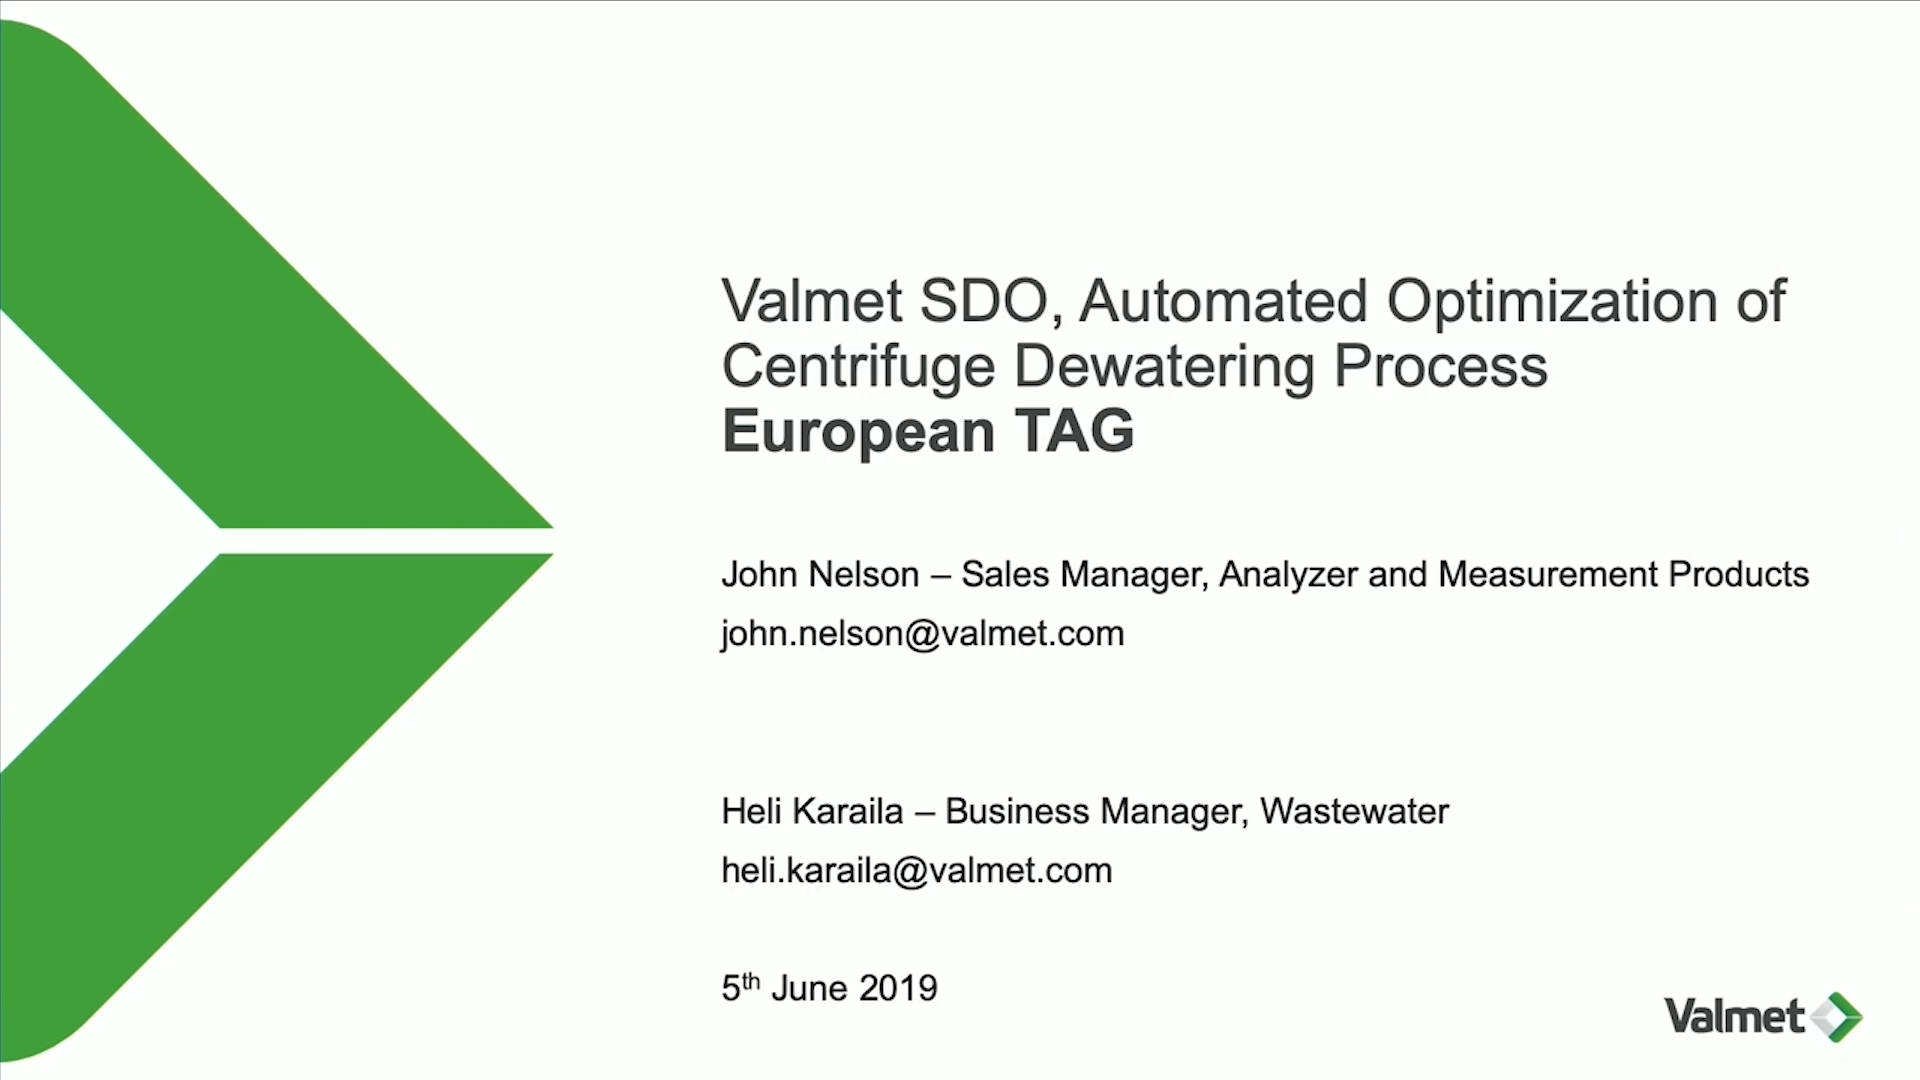 Valmet SDO, Automated Optimization of
Centrifuge Dewatering Process
European TAG
John Nelson – Sales Manager, Analyzer and Measurement Products
john.nelson@valmet.com
Heli Karaila – Business Manager, Wastewater
heli.karaila@valmet.com
5th June 2019
Valmet